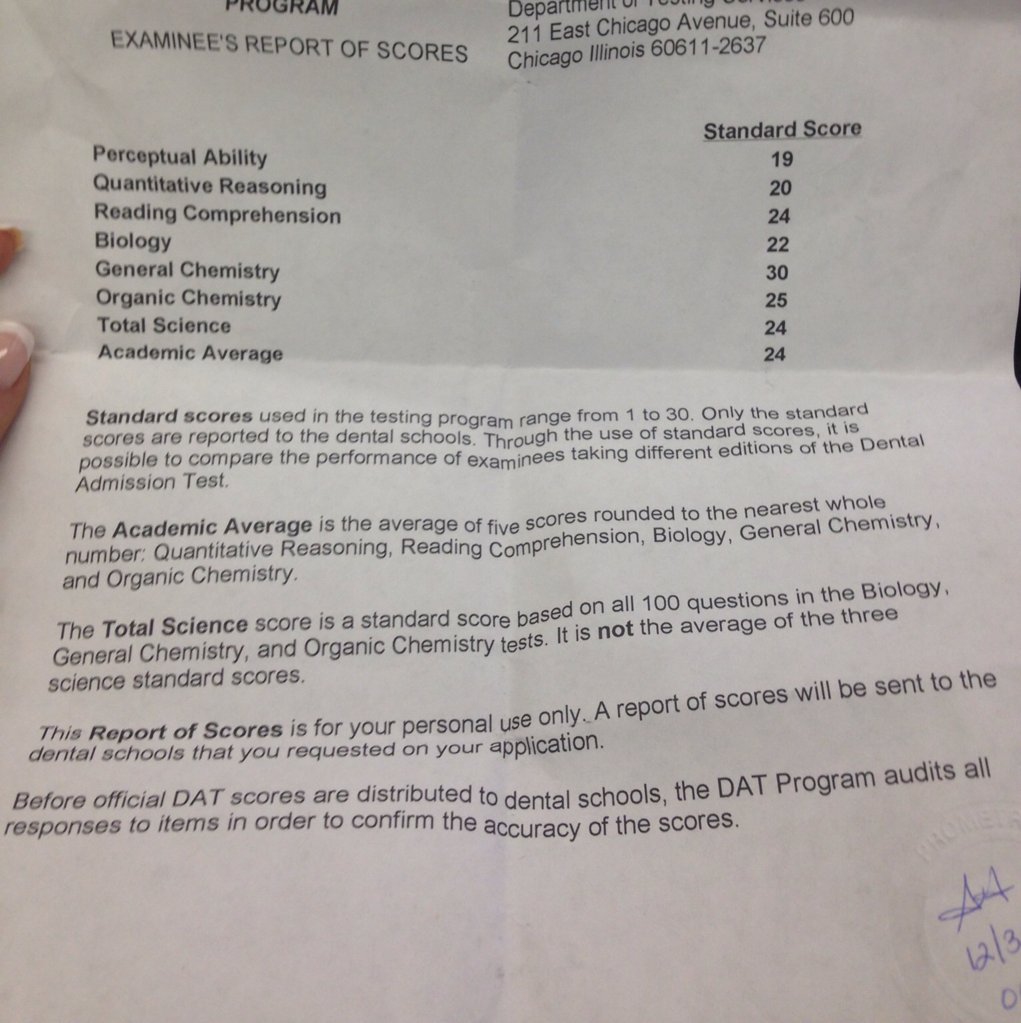 PROGRAM
EXAMINEE'S REPORT OF SCORES
Department of Testing Services
211 East Chicago Avenue, Suite 600
Chicago Illinois 60611-2637
Standard Score
Perceptual Ability 19
Quantitative Reasoning 20
Reading Comprehension 24
Biology 22
General Chemistry 30
Organic Chemistry 25
Total Science 24
Academic Average 24
Standard scores used in the testing program range from 1 to 30. Only the standard
scores are reported to the dental schools. Through the use of standard scores, it is
possible to compare the performance of examinees taking different editions of the Dental
Admission Test.
The Academic Average is the average of five scores rounded to the nearest whole
number: Quantitative Reasoning, Reading Comprehension, Biology, General Chemistry,
and Organic Chemistry.
The Total Science score is a standard score based on all 100 questions in the Biology,
General Chemistry, and Organic Chemistry tests. It is not the average of the three
science standard scores.
This Report of Scores is for your personal use only. A report of scores will be sent to the
dental schools that you requested on your application.
Before official DAT scores are distributed to dental schools, the DAT Program audits all
responses to items in order to confirm the accuracy of the scores.
12/3